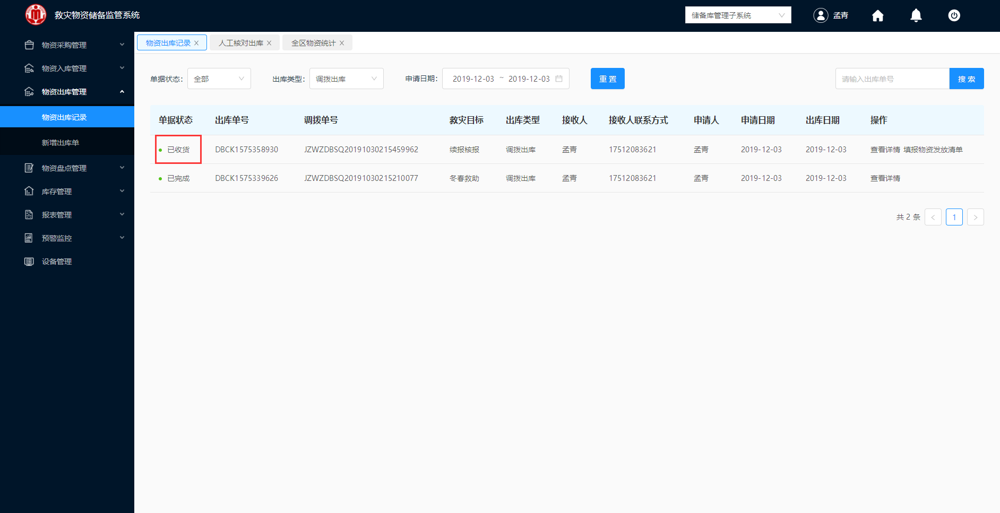 救灾物资储备监管系统
储备库管理子系统
孟青
物资采购管理
物资入库管理
物资出库管理
物资出库记录
新增出库单
物资盘点管理
库存管理
报表管理
预警监控
设备管理
物资出库记录 人工核对出库 全区物资统计
单据状态: 全部 出库类型: 调拨出库 申请日期: 2019-12-03 ~ 2019-12-03 重置 请输入出库单号 搜索
单据状态 出库单号 调拨单号 救灾目标 出库类型 接收人 接收人联系方式 申请人 申请日期 出库日期 操作
已收货 DBCK1575358930 JZWZDBSQ20191030215459962 续报核报 调拨出库 孟青 17512083621 孟青 2019-12-03 2019-12-03 查看详情 填报物资发放清单
已完成 DBCK1575339626 JZWZDBSQ20191030215210077 冬春救助 调拨出库 孟青 17512083621 孟青 2019-12-03 2019-12-03 查看详情
共 2 条 < 1 >